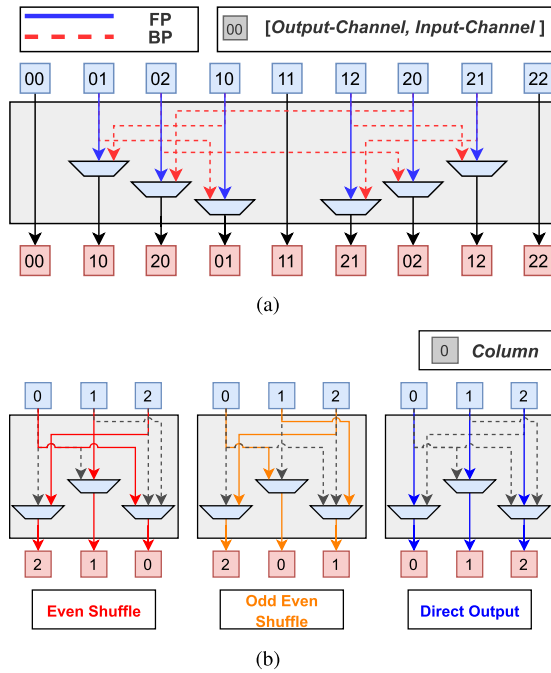 FP
BP
00 [Output-Channel, Input-Channel ]
00 01 02 10 11 12 20 21 22
00 10 20 01 11 21 02 12 22
(a)
0 Column
0 1 2 0 1 2 0 1 2
2 1 0 2 0 1 0 1 2
Even Shuffle
Odd Even
Shuffle
Direct Output
(b)